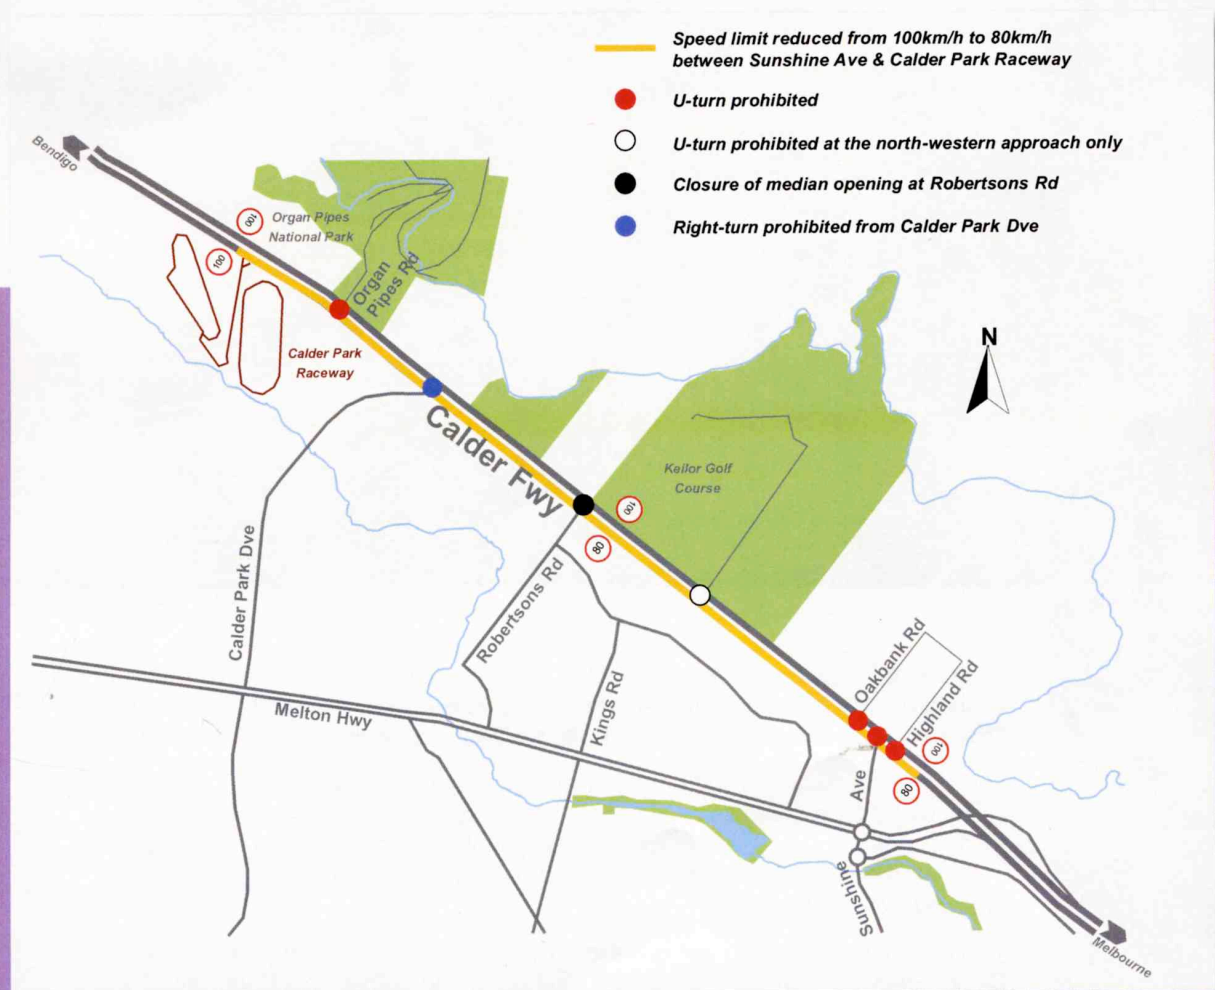 Speed limit reduced from 100km/h to 80km/h
between Sunshine Ave & Calder Park Raceway
U-turn prohibited
U-turn prohibited at the north-western approach only
Closure of median opening at Robertsons Rd
Right-turn prohibited from Calder Park Dve
Bendigo
100
Organ Pipes
National Park
100
Organ
Pipes Rd
N
Calder Park
Raceway
Calder Fwy
Keilor Golf
Course
100
80
Calder Park Dve
Robertsons Rd
Oakbank Rd
Highland Rd
Kings Rd
Melton Hwy
100
80
Ave
Sunshine
Melbourne